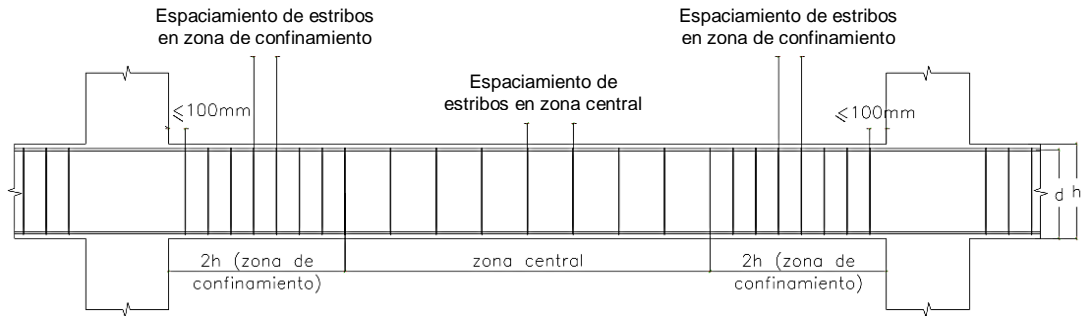 Espaciamiento de estribos
en zona de confinamiento
Espaciamiento de estribos
en zona de confinamiento
Espaciamiento de
estribos en zona central
≤100mm
≤100mm
d
h
2h (zona de
confinamiento)
zona central
2h (zona de
confinamiento)